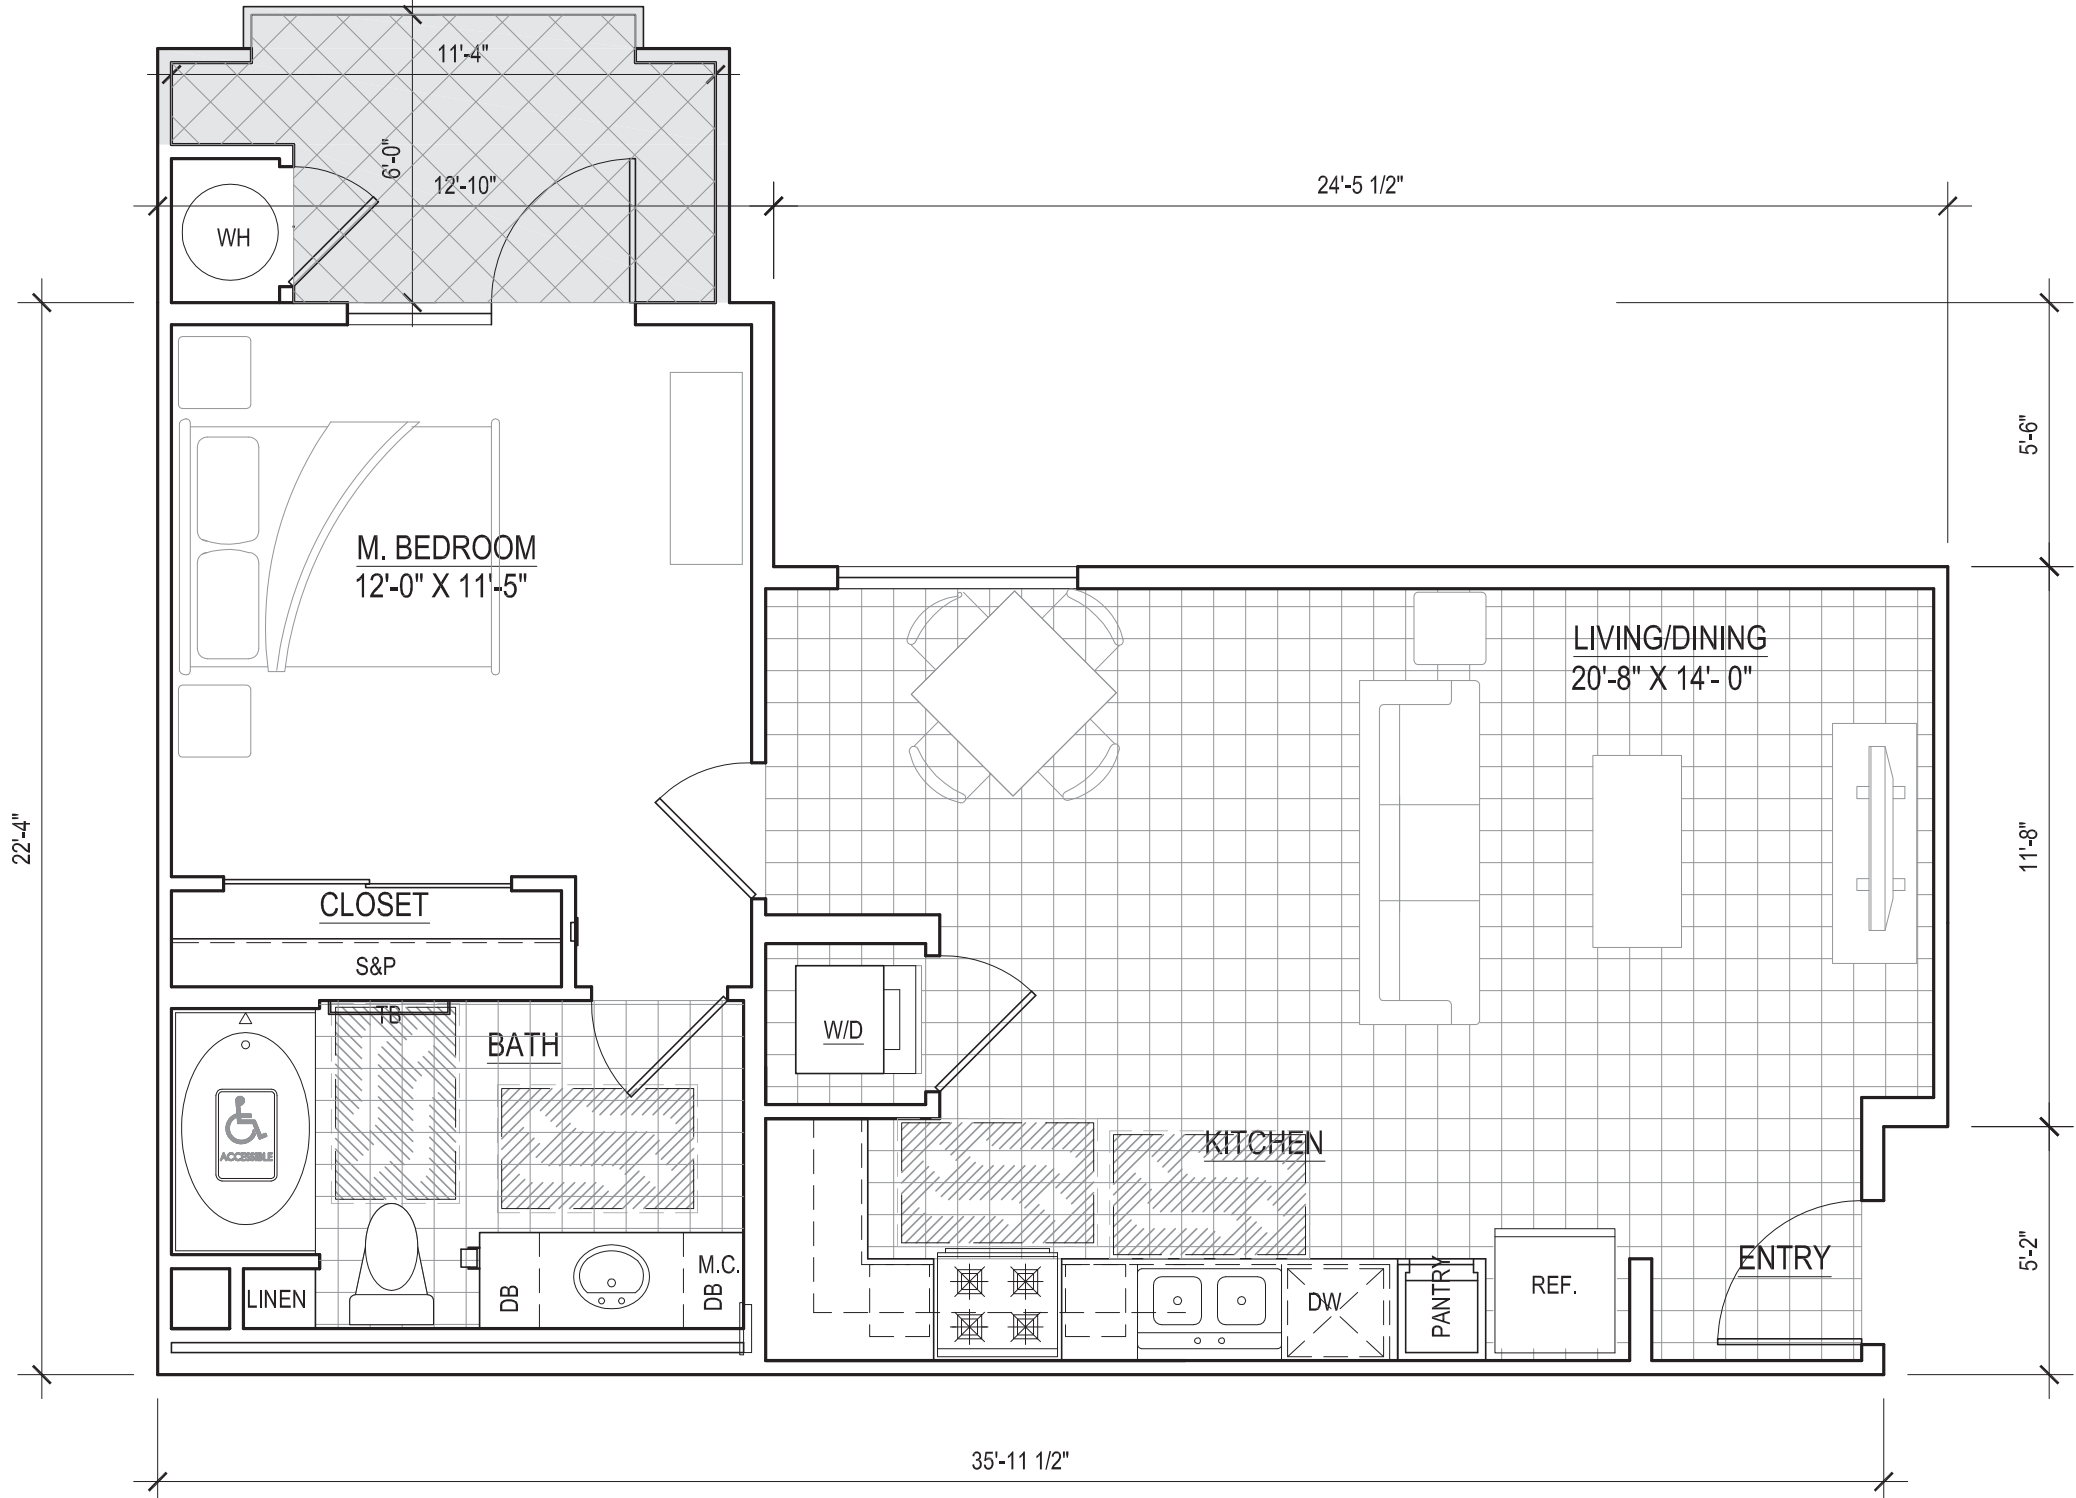 11'-4"
6'-0"
12'-10"
24'-5 1/2"
WH
5'-6"
M. BEDROOM
12'-0" X 11'-5"
LIVING/DINING
20'-8" X 14'- 0"
22'-4"
11'-8"
CLOSET
S&P
TB
BATH
W/D
ACCESSIBLE
KITCHEN
M.C.
LINEN
DB
DB
DW
PANTRY
REF.
ENTRY
5'-2"
35'-11 1/2"